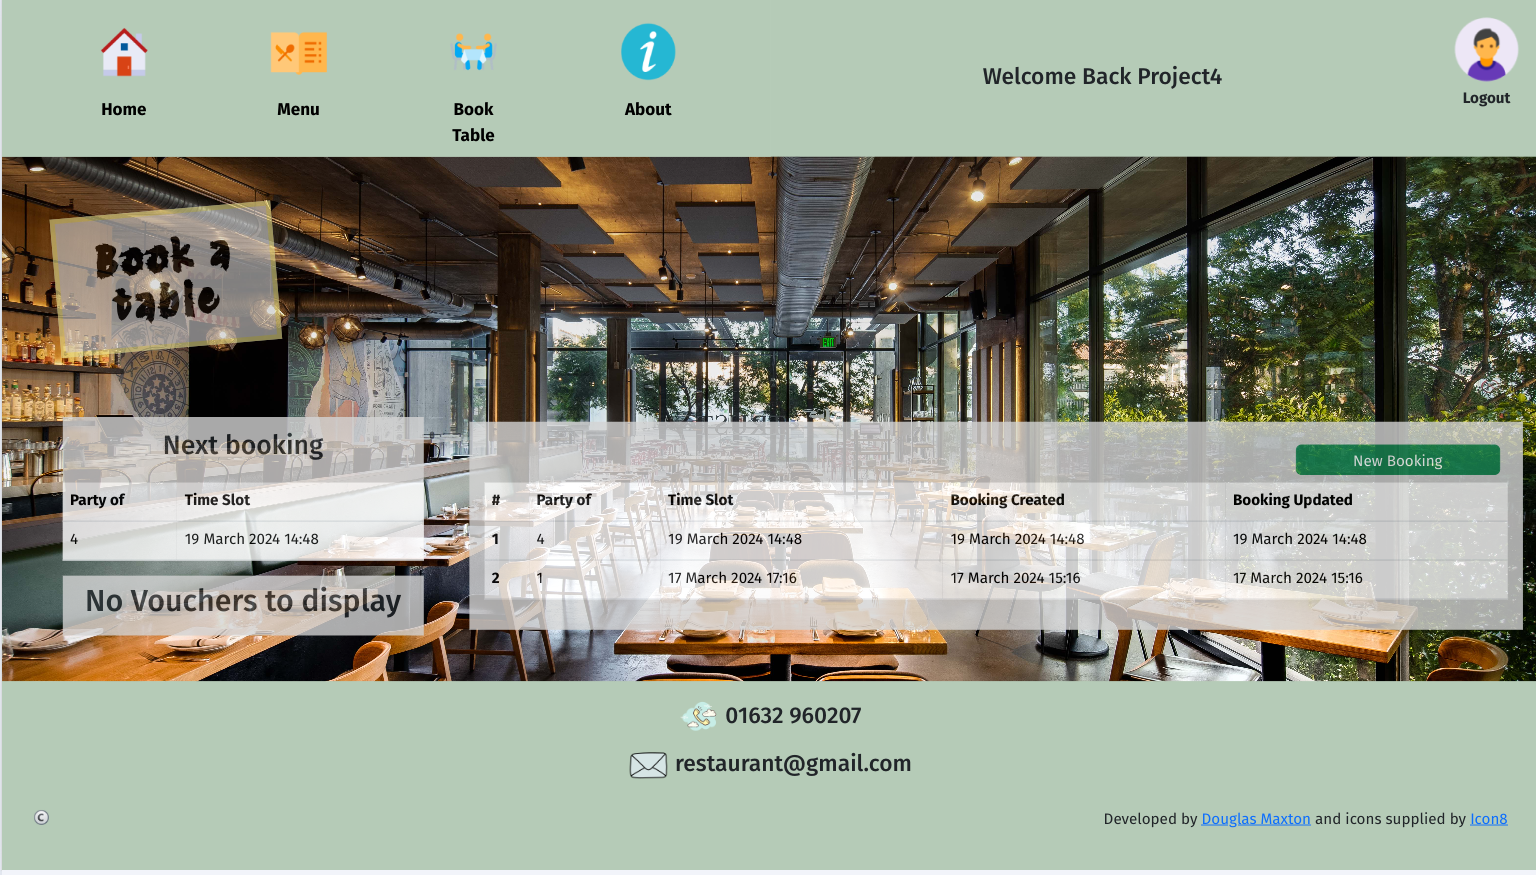 Home
Menu
Book
Table
About
Welcome Back Project4
Logout
Book a
table
EXIT
Next booking
Party of Time Slot
4 19 March 2024 14:48
No Vouchers to display
New Booking
# Party of Time Slot Booking Created Booking Updated
1 4 19 March 2024 14:48 19 March 2024 14:48 19 March 2024 14:48
2 1 17 March 2024 17:16 17 March 2024 15:16 17 March 2024 15:16
01632 960207
restaurant@gmail.com
©
Developed by Douglas Maxton and icons supplied by Icon8